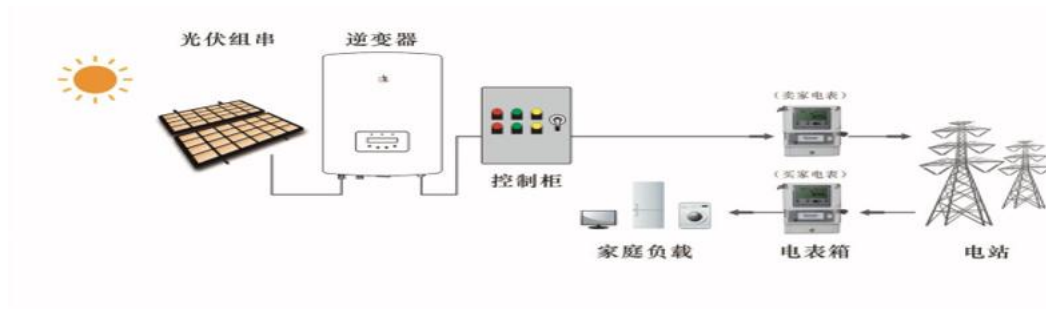 光伏组串
逆变器
（卖家电表）
控制柜
（买家电表）
家庭负载
电表箱
电站